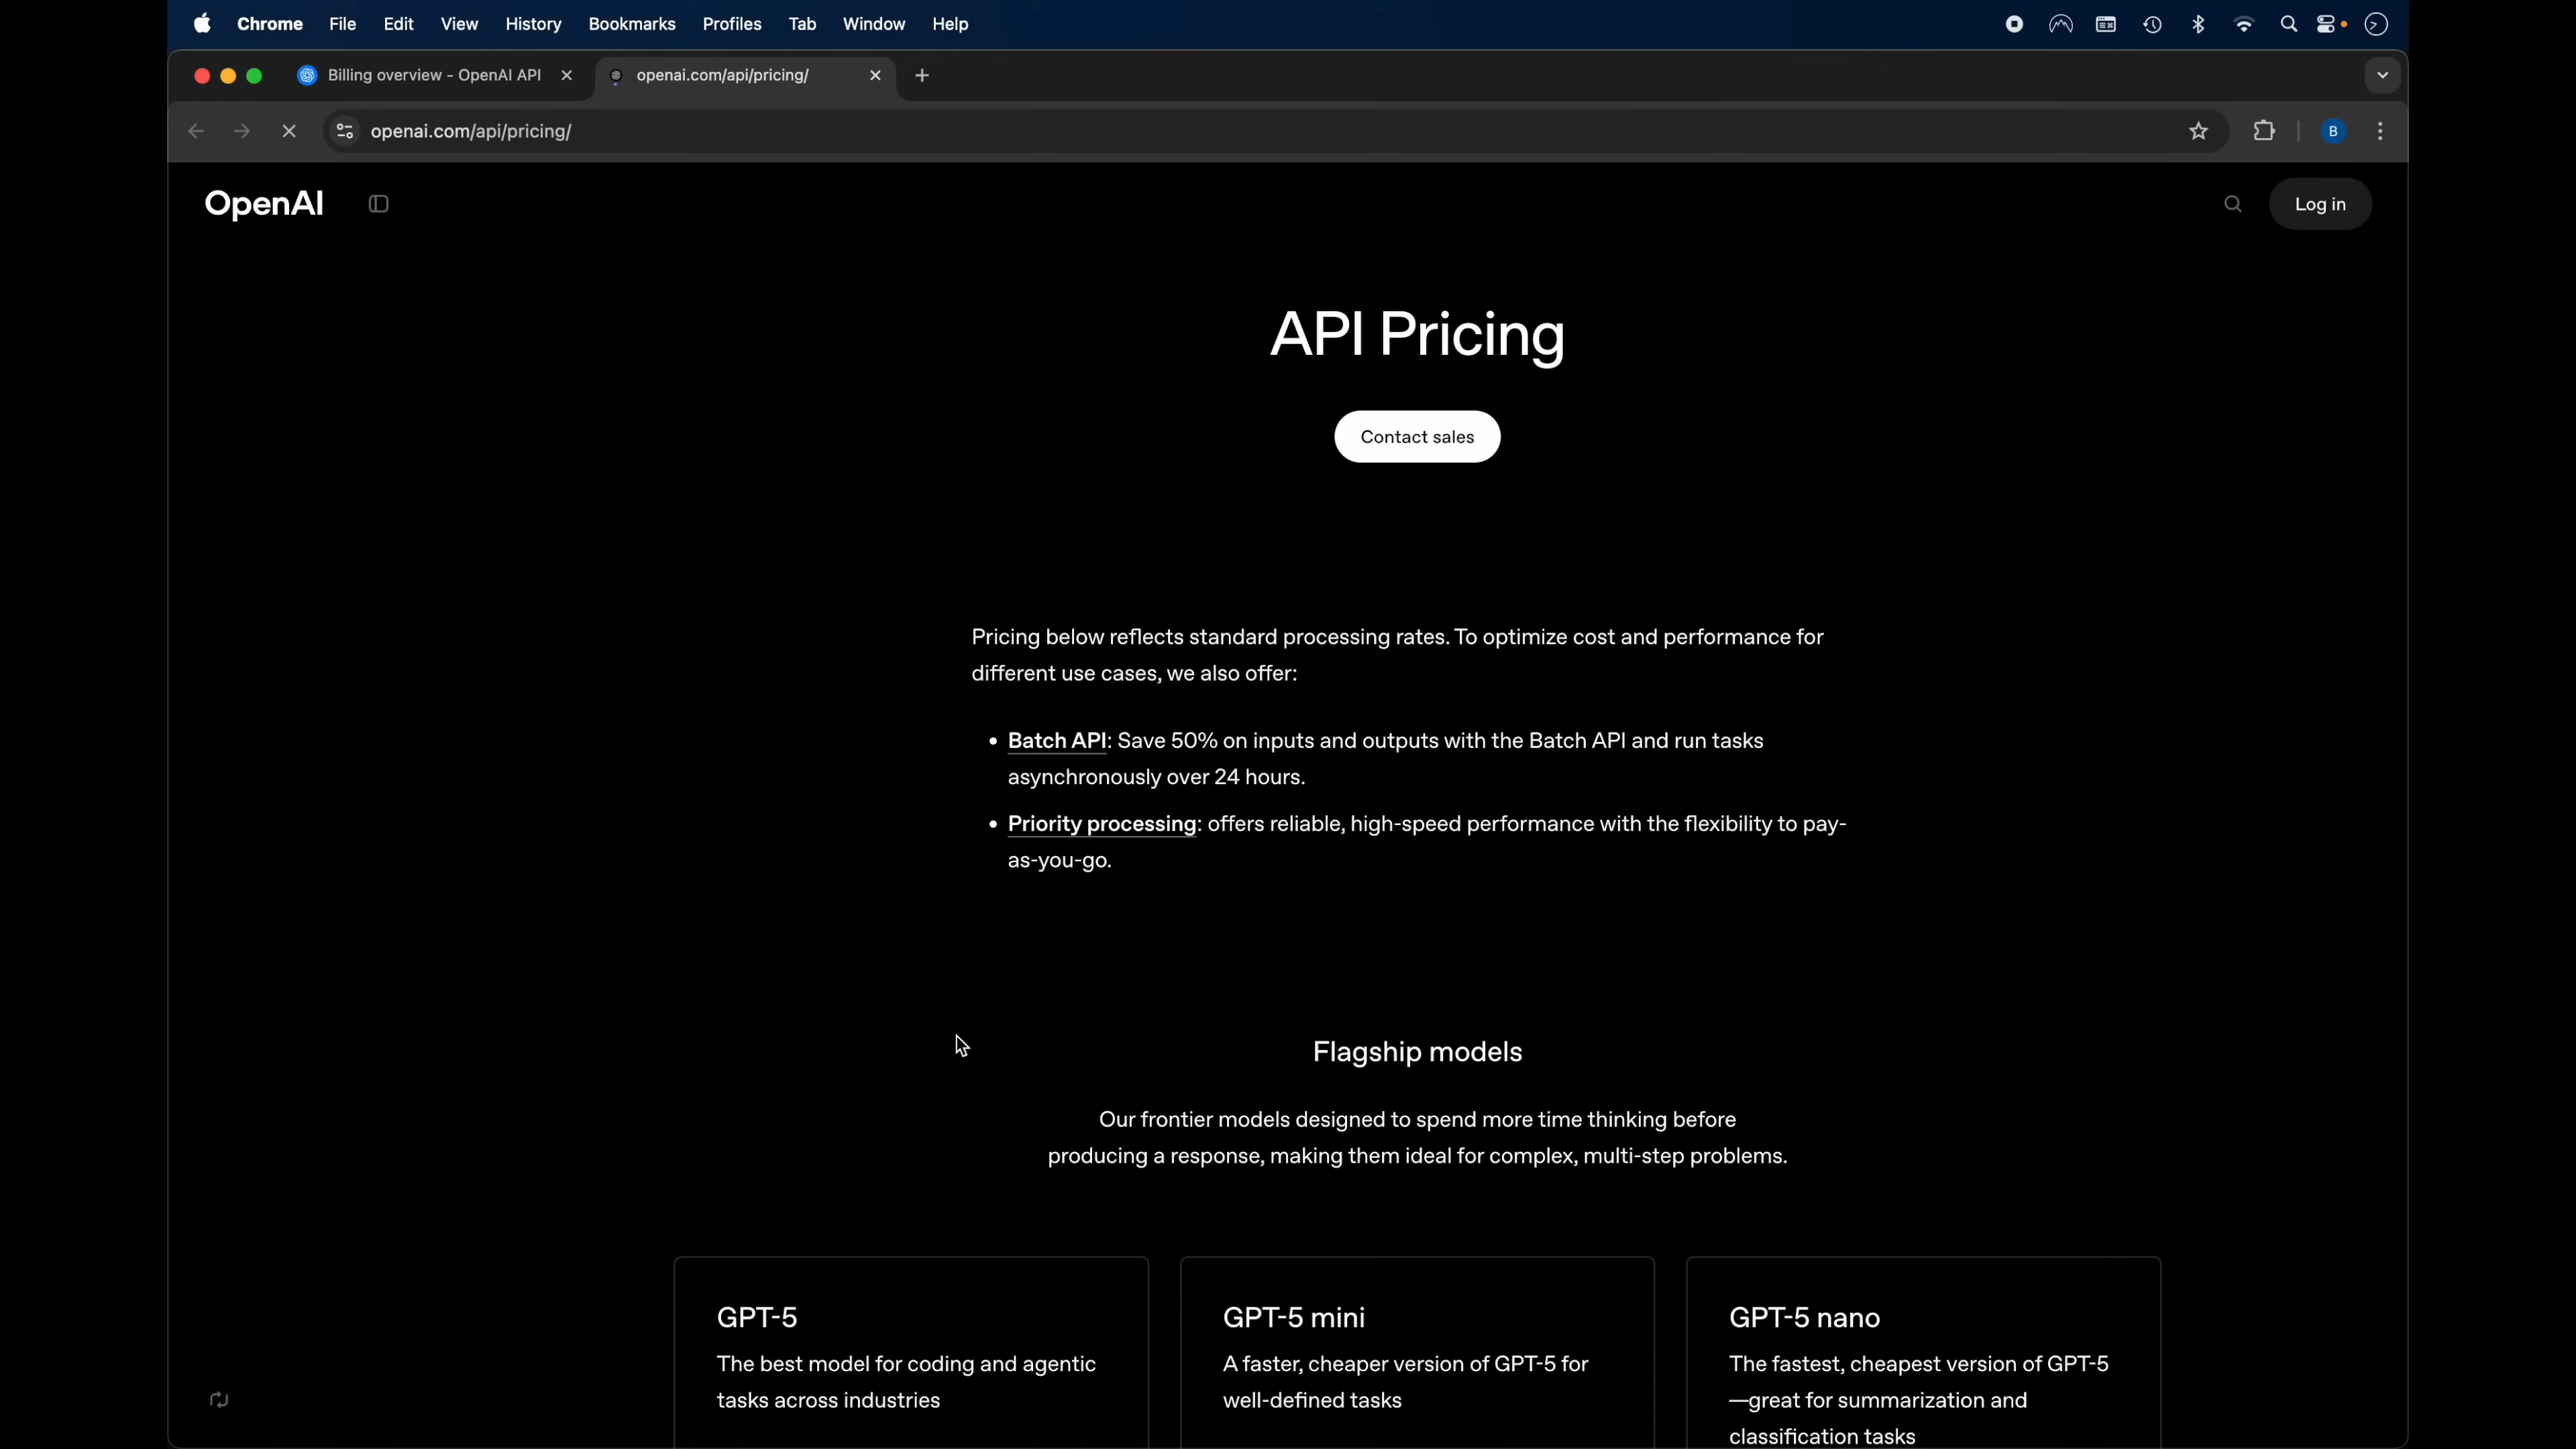 Chrome File Edit View History Bookmarks Profiles Tab Window Help
Billing overview - OpenAI API openai.com/api/pricing/
openai.com/api/pricing/ B
OpenAI Log in
API Pricing
Contact sales
Pricing below reflects standard processing rates. To optimize cost and performance for
different use cases, we also offer:
• Batch API: Save 50% on inputs and outputs with the Batch API and run tasks
asynchronously over 24 hours.
• Priority processing: offers reliable, high-speed performance with the flexibility to pay-
as-you-go.
Flagship models
Our frontier models designed to spend more time thinking before
producing a response, making them ideal for complex, multi-step problems.
GPT-5
The best model for coding and agentic
tasks across industries
GPT-5 mini
A faster, cheaper version of GPT-5 for
well-defined tasks
GPT-5 nano
The fastest, cheapest version of GPT-5
—great for summarization and
classification tasks